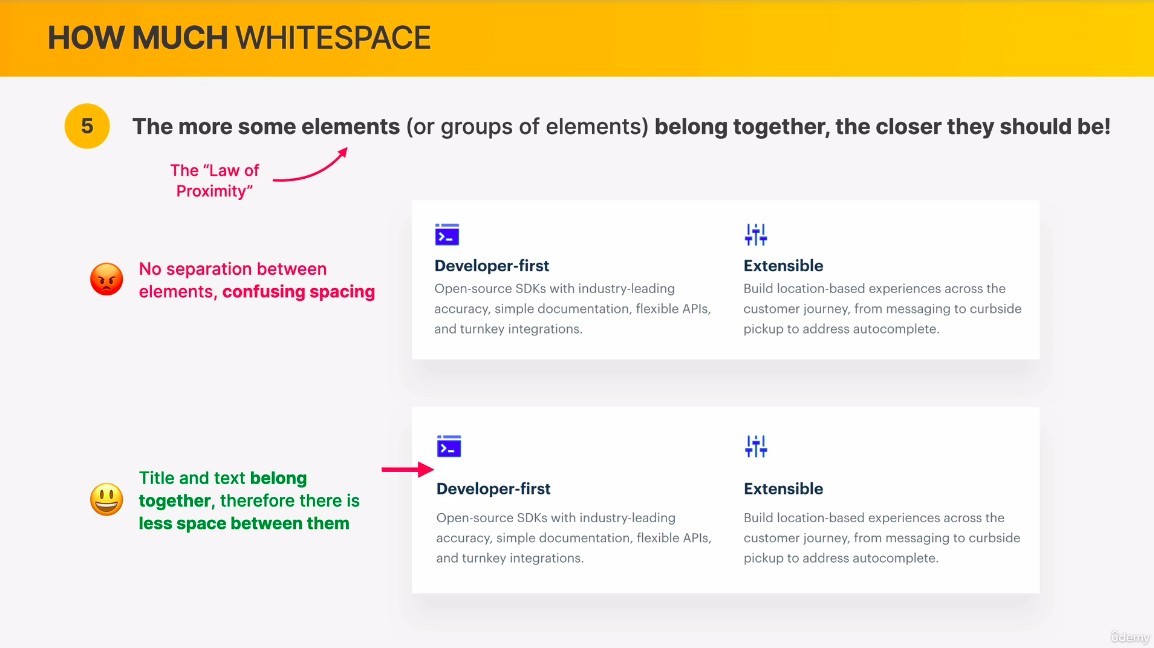 HOW MUCH WHITESPACE
5
The more some elements (or groups of elements) belong together, the closer they should be!
The “Law of
Proximity”
No separation between
elements, confusing spacing
Developer-first
Open-source SDKs with industry-leading
accuracy, simple documentation, flexible APIs,
and turnkey integrations.
Extensible
Build location-based experiences across the
customer journey, from messaging to curbside
pickup to address autocomplete.
Title and text belong
together, therefore there is
less space between them
Developer-first
Open-source SDKs with industry-leading
accuracy, simple documentation, flexible APIs,
and turnkey integrations.
Extensible
Build location-based experiences across the
customer journey, from messaging to curbside
pickup to address autocomplete.
ûdemy